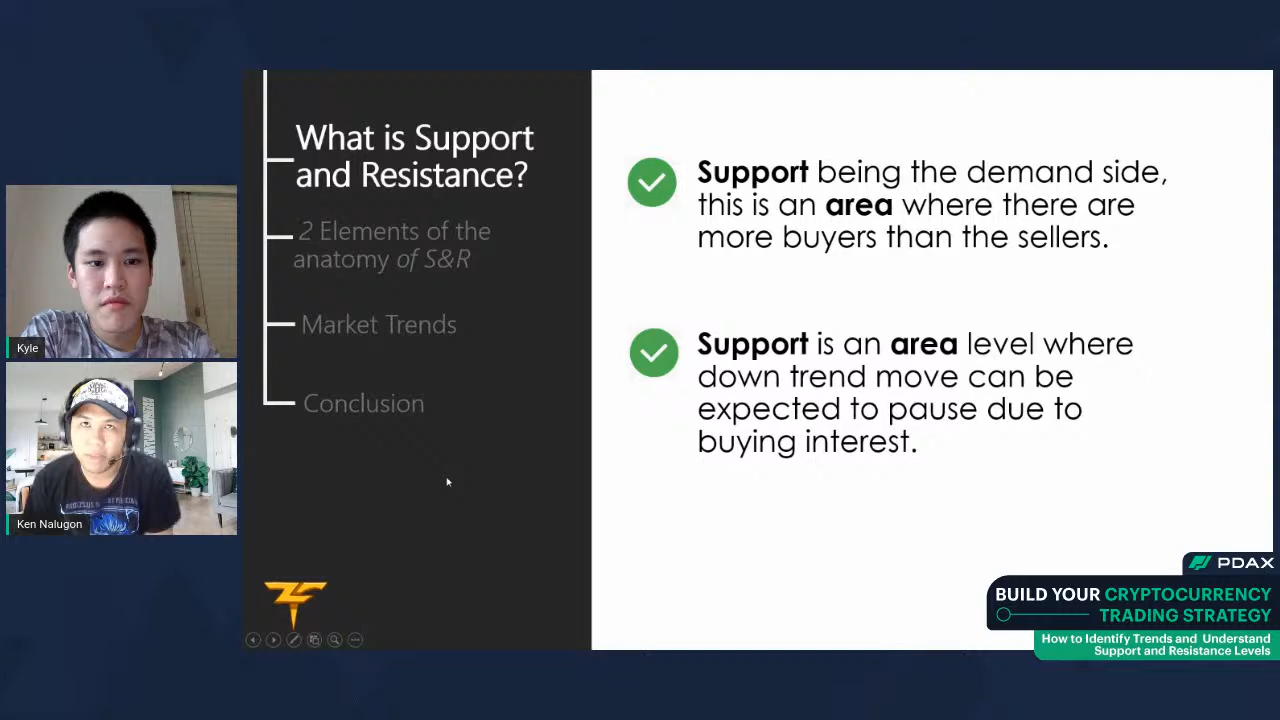 What is Support
and Resistance?
2 Elements of the
anatomy of S&R
Market Trends
Conclusion
Support being the demand side,
this is an area where there are
more buyers than the sellers.
Support is an area level where
down trend move can be
expected to pause due to
buying interest.
Kyle
Ken Nalugon
PDAX
BUILD YOUR CRYPTOCURRENCY
TRADING STRATEGY
How to Identify Trends and Understand
Support and Resistance Levels